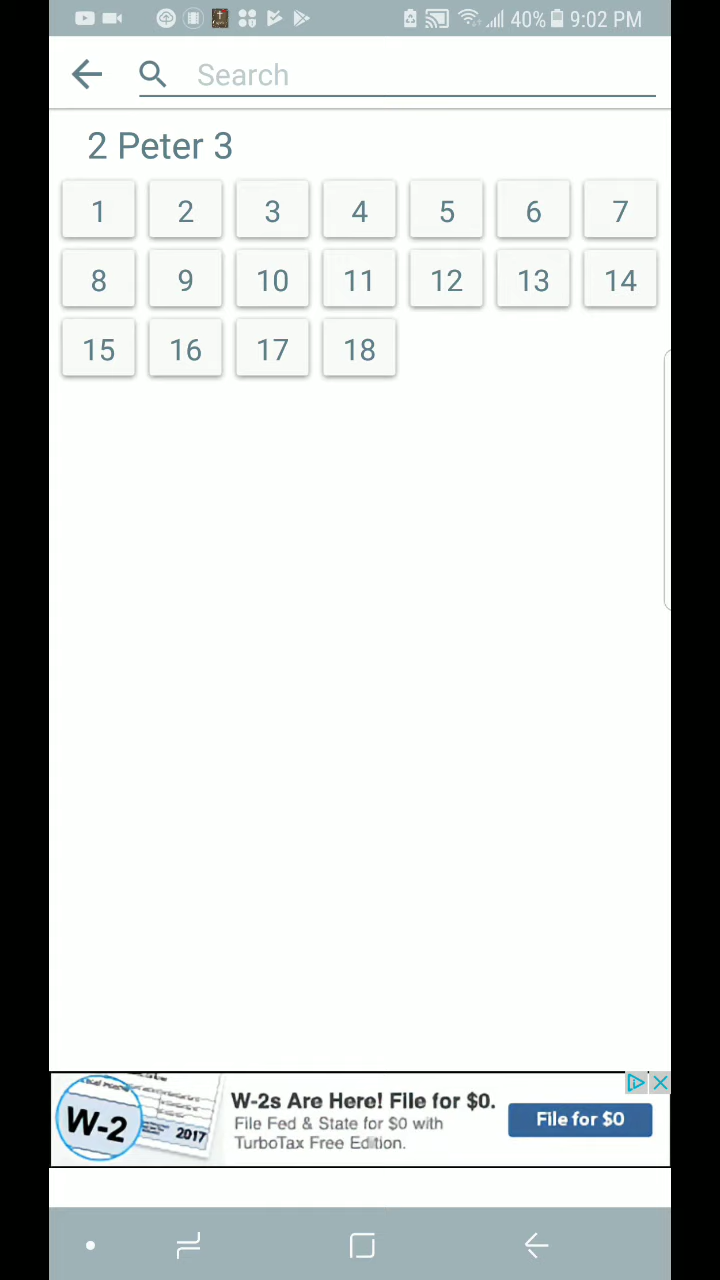 40% 9:02 PM
Search
2 Peter 3
1 2 3 4 5 6 7
8 9 10 11 12 13 14
15 16 17 18
W-2s Are Here! File for $0.
File Fed & State for $0 with
TurboTax Free Edition.
File for $0
W-2
2017